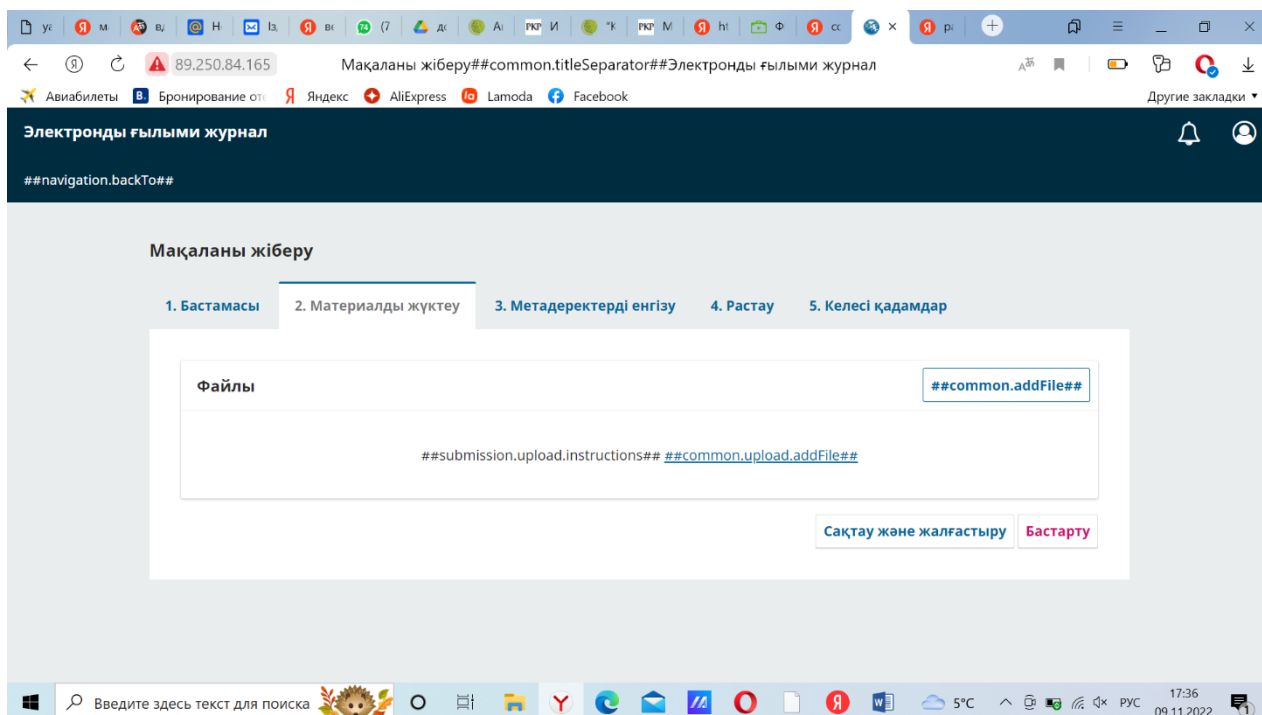 89.250.84.165 Мақаланы жіберу##common.titleSeparator##Электронды ғылыми журнал
Авиабилеты Бронирование оте Яндекс AliExpress Lamoda Facebook Другие закладки
Электронды ғылыми журнал
##navigation.backTo##
Мақаланы жіберу
1. Бастамасы 2. Материалды жүктеу 3. Метадеректерді енгізу 4. Растау 5. Келесі қадамдар
Файлы ##common.addFile##
##submission.upload.instructions## ##common.upload.addFile##
Сақтау және жалғастыру Бастарту
Введите здесь текст для поиска 5°C РУС 17:36
09.11.2022